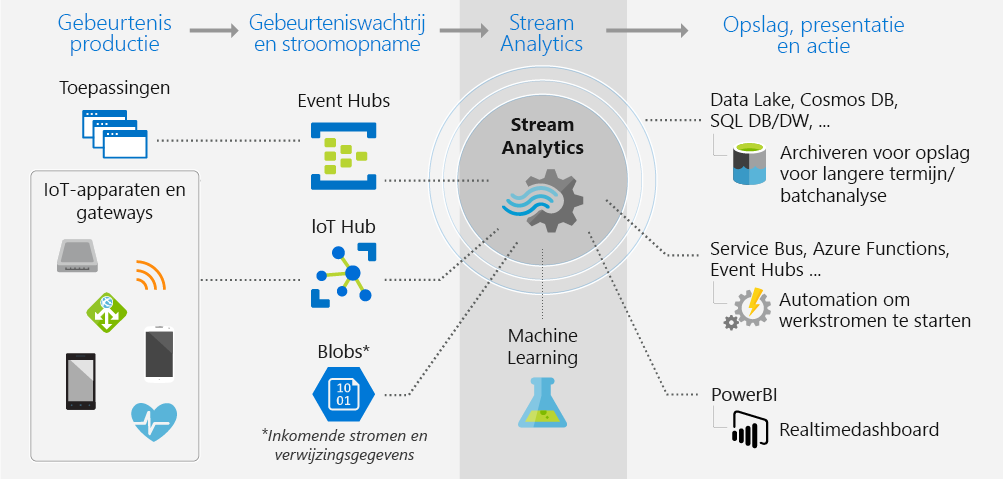 Gebeurtenis
productie
Gebeurteniswachtrij
en stroomopname
Stream
Analytics
Opslag, presentatie
en actie
Toepassingen
IoT-apparaten en
gateways
Event Hubs
IoT Hub
Blobs*
10
01
*Inkomende stromen en
verwijzingsgegevens
Stream
Analytics
Machine
Learning
Data Lake, Cosmos DB,
SQL DB/DW, ...
Archiveren voor opslag
voor langere termijn/
batchanalyse
Service Bus, Azure Functions,
Event Hubs ...
Automation om
werkstromen te starten
PowerBI
Realtimedashboard